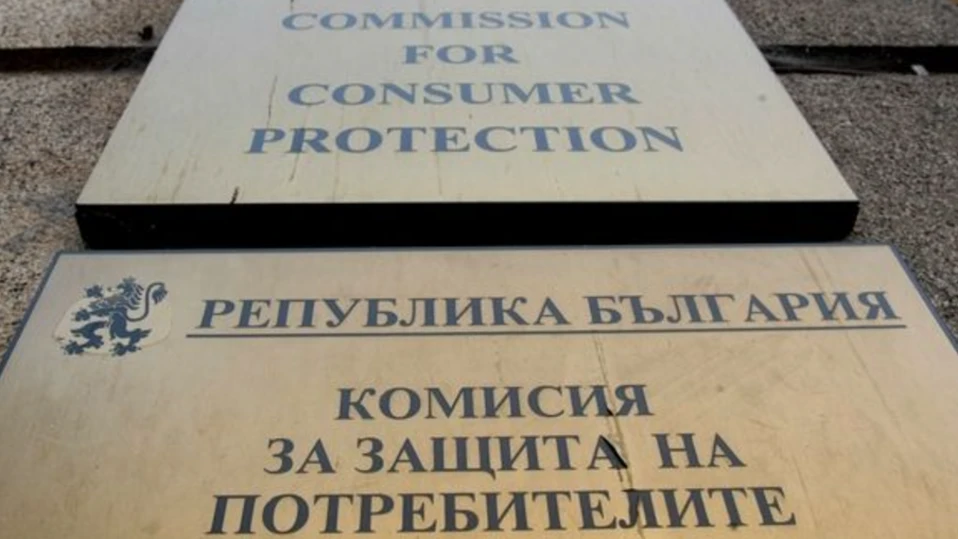 COMMISSION
FOR
CONSUMER
PROTECTION
РЕПУБЛИКА БЪЛГАРИЯ
КОМИСИЯ
ЗА ЗАЩИТА НА
ПОТРЕБИТЕЛИТЕ